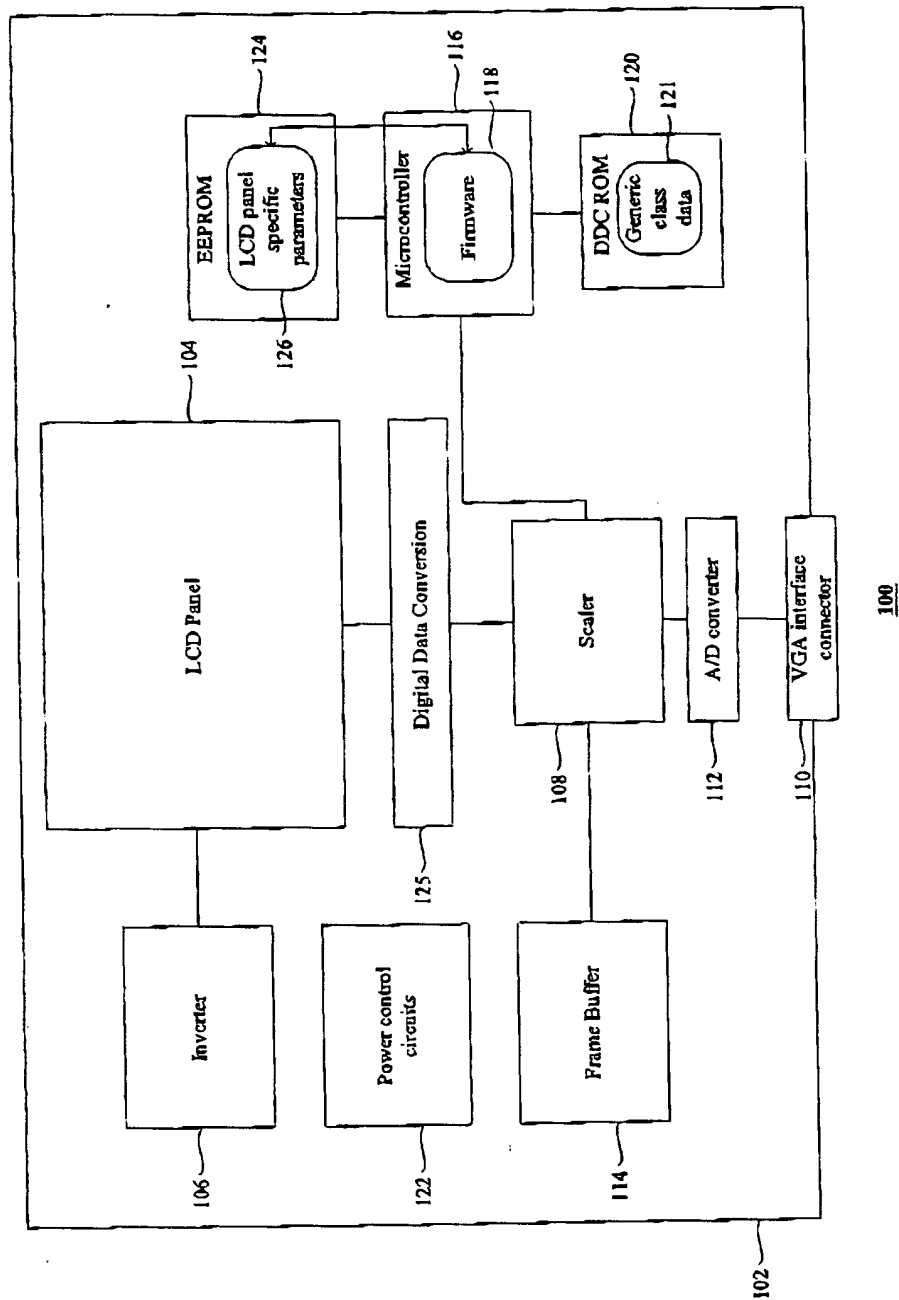 106
Inverter
LCD Panel
104
EEPROM
LCD panel
specific
parameters
124
126
122
Power control
circuits
125
Digital Data Conversion
Microcontroller
Firmware
116
118
114
Frame Buffer
108
Scaler
DDC ROM
Generic
class
data
120
121
112
A/D converter
110
VGA interface
connector
102
100